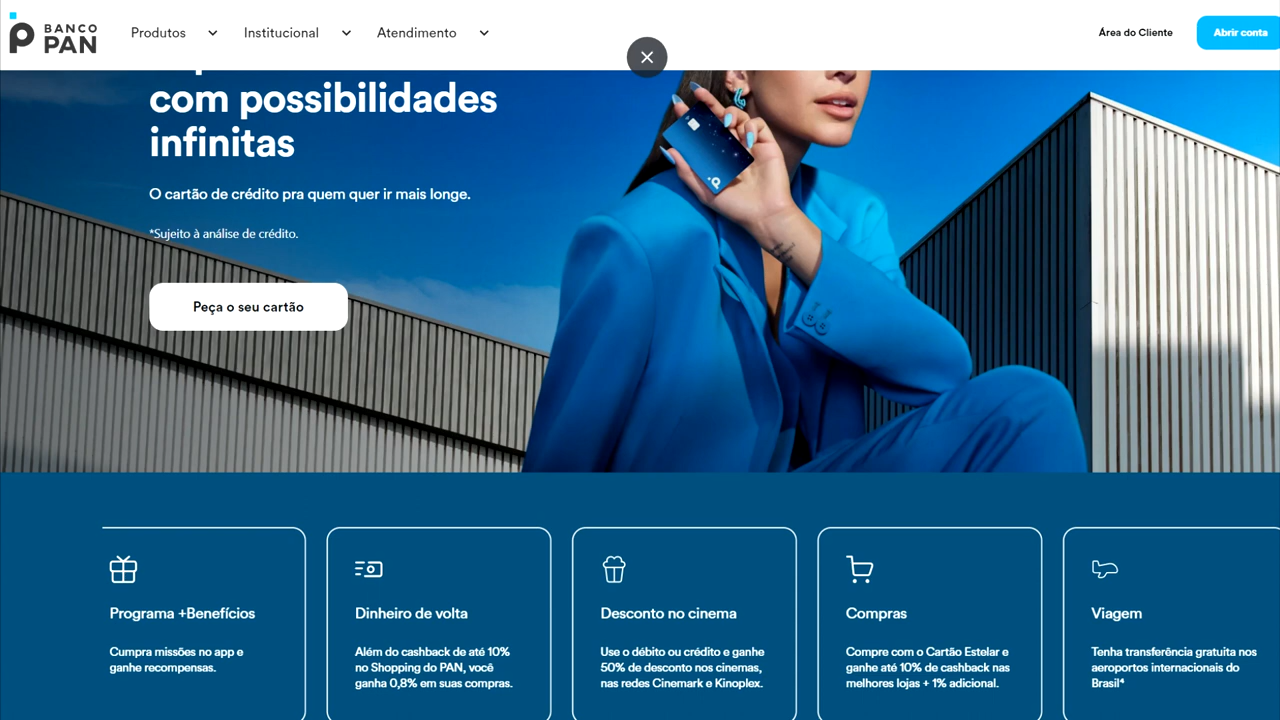 BANCO
PAN
Produtos
Institucional
Atendimento
Área do Cliente
Abrir conta
com possibilidades
infinitas
O cartão de crédito pra quem quer ir mais longe.
*Sujeito à análise de crédito.
Peça o seu cartão
Programa +Benefícios
Cumpra missões no app e
ganhe recompensas.
Dinheiro de volta
Além do cashback de até 10%
no Shopping do PAN, você
ganha 0,8% em suas compras.
Desconto no cinema
Use o débito ou crédito e ganhe
50% de desconto nos cinemas,
nas redes Cinemark e Kinoplex.
Compras
Compre com o Cartão Estelar e
ganhe até 10% de cashback nas
melhores lojas + 1% adicional.
Viagem
Tenha transferência gratuita nos
aeroportos internacionais do
Brasil⁴